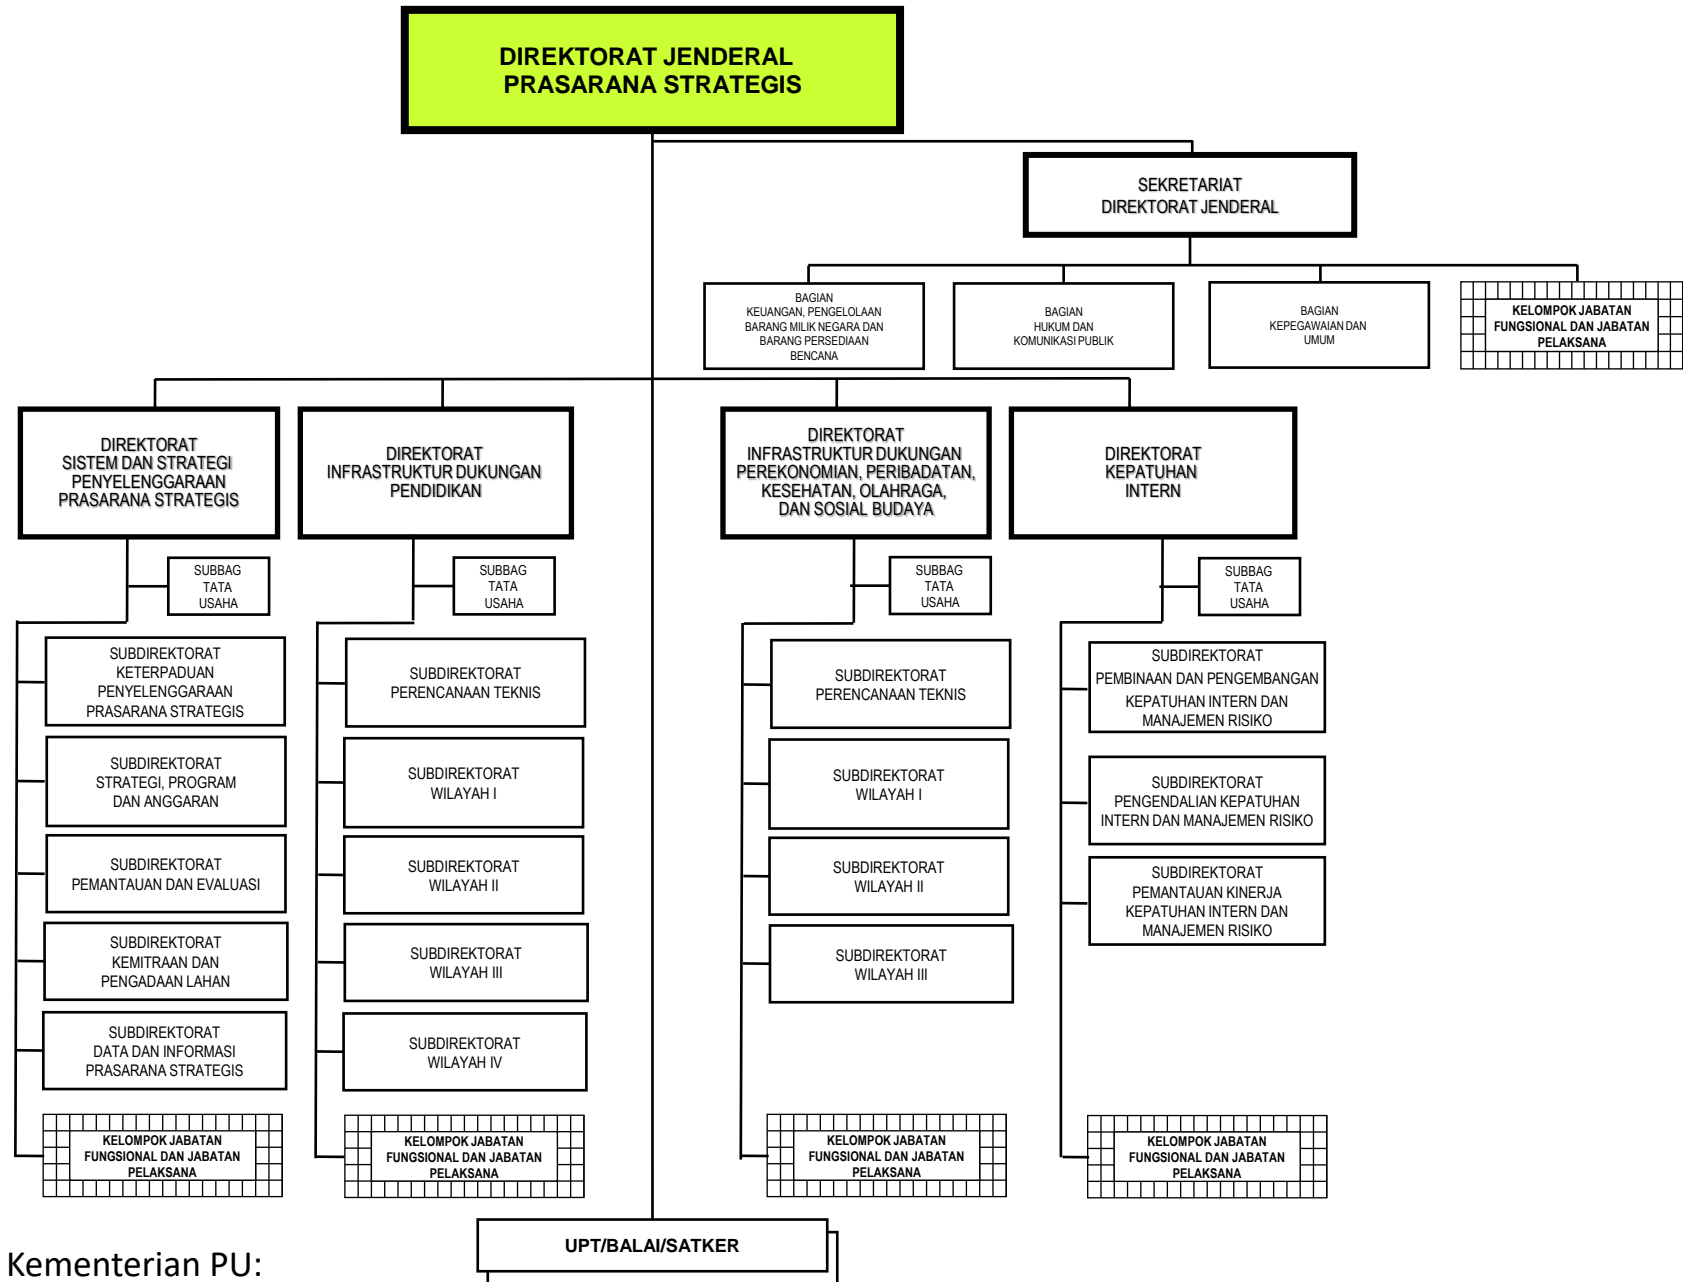 DIREKTORAT JENDERAL
PRASARANA STRATEGIS
SEKRETARIAT
DIREKTORAT JENDERAL
BAGIAN
KEUANGAN, PENGELOLAAN
BARANG MILIK NEGARA DAN
BARANG PERSEDIAAN
BENCANA
BAGIAN
HUKUM DAN
KOMUNIKASI PUBLIK
BAGIAN
KEPEGAWAIAN DAN
UMUM
KELOMPOK JABATAN
FUNGSIONAL DAN JABATAN
PELAKSANA
DIREKTORAT
SISTEM DAN STRATEGI
PENYELENGGARAAN
PRASARANA STRATEGIS
DIREKTORAT
INFRASTRUKTUR DUKUNGAN
PENDIDIKAN
DIREKTORAT
INFRASTRUKTUR DUKUNGAN
PEREKONOMIAN, PERIBADATAN,
KESEHATAN, OLAHRAGA,
DAN SOSIAL BUDAYA
DIREKTORAT
KEPATUHAN
INTERN
SUBBAG
TATA
USAHA
SUBBAG
TATA
USAHA
SUBBAG
TATA
USAHA
SUBBAG
TATA
USAHA
SUBDIREKTORAT
KETERPADUAN
PENYELENGGARAAN
PRASARANA STRATEGIS
SUBDIREKTORAT
STRATEGI, PROGRAM
DAN ANGGARAN
SUBDIREKTORAT
PEMANTAUAN DAN EVALUASI
SUBDIREKTORAT
KEMITRAAN DAN
PENGADAAN LAHAN
SUBDIREKTORAT
DATA DAN INFORMASI
PRASARANA STRATEGIS
KELOMPOK JABATAN
FUNGSIONAL DAN JABATAN
PELAKSANA
SUBDIREKTORAT
PERENCANAAN TEKNIS
SUBDIREKTORAT
WILAYAH I
SUBDIREKTORAT
WILAYAH II
SUBDIREKTORAT
WILAYAH III
SUBDIREKTORAT
WILAYAH IV
KELOMPOK JABATAN
FUNGSIONAL DAN JABATAN
PELAKSANA
SUBDIREKTORAT
PERENCANAAN TEKNIS
SUBDIREKTORAT
WILAYAH I
SUBDIREKTORAT
WILAYAH II
SUBDIREKTORAT
WILAYAH III
KELOMPOK JABATAN
FUNGSIONAL DAN JABATAN
PELAKSANA
SUBDIREKTORAT
PEMBINAAN DAN PENGEMBANGAN
KEPATUHAN INTERN DAN
MANAJEMEN RISIKO
SUBDIREKTORAT
PENGENDALIAN KEPATUHAN
INTERN DAN MANAJEMEN RISIKO
SUBDIREKTORAT
PEMANTAUAN KINERJA
KEPATUHAN INTERN DAN
MANAJEMEN RISIKO
KELOMPOK JABATAN
FUNGSIONAL DAN JABATAN
PELAKSANA
UPT/BALAI/SATKER
Kementerian PU: